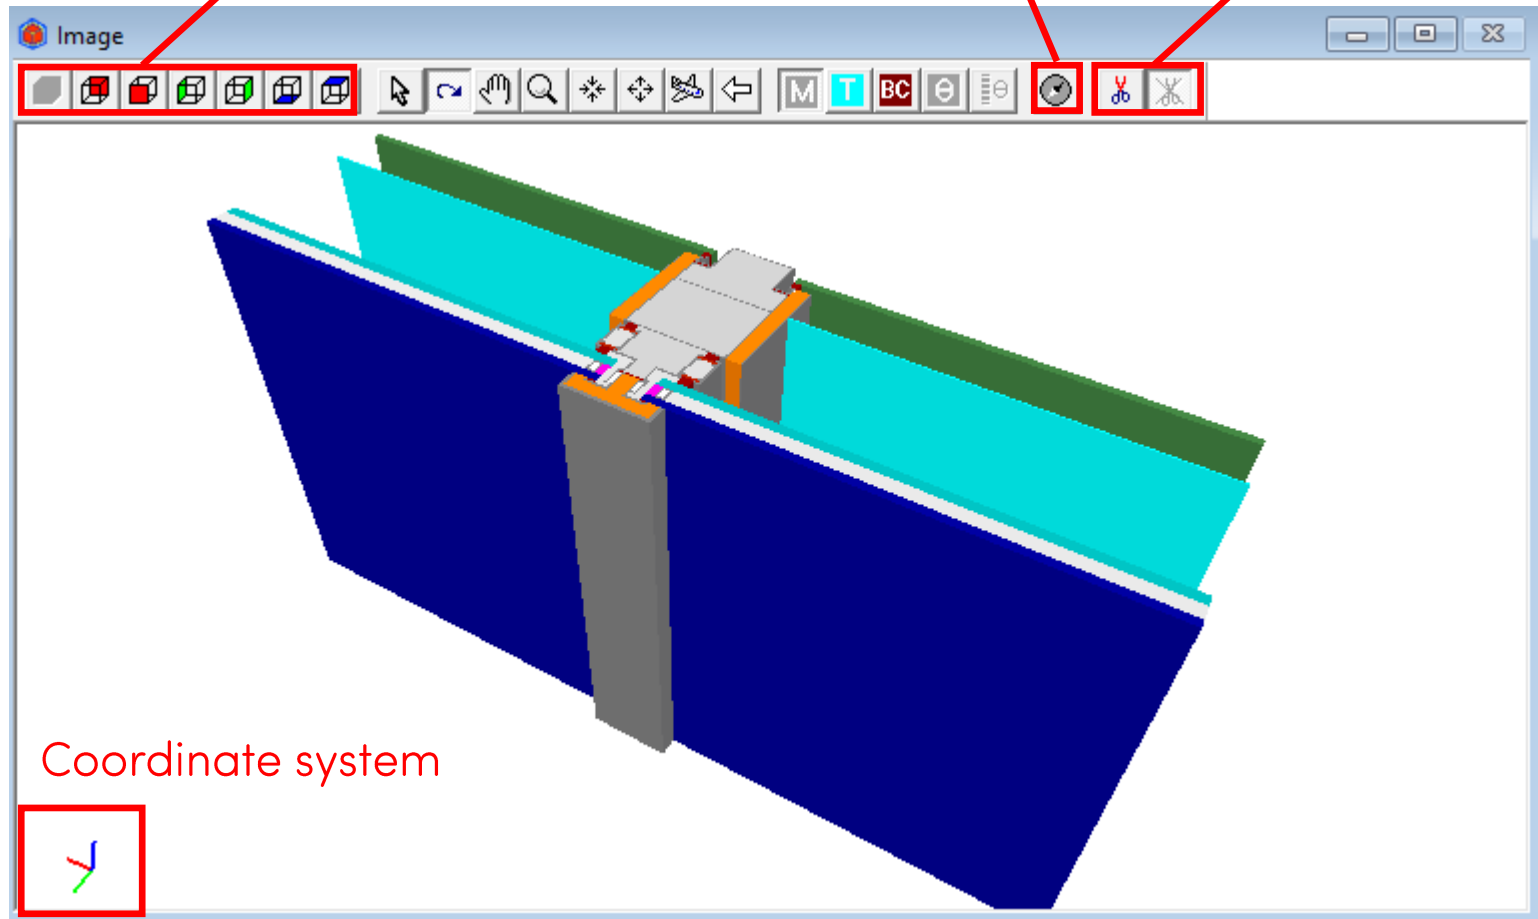 Image
M T BC θ θ
Coordinate system